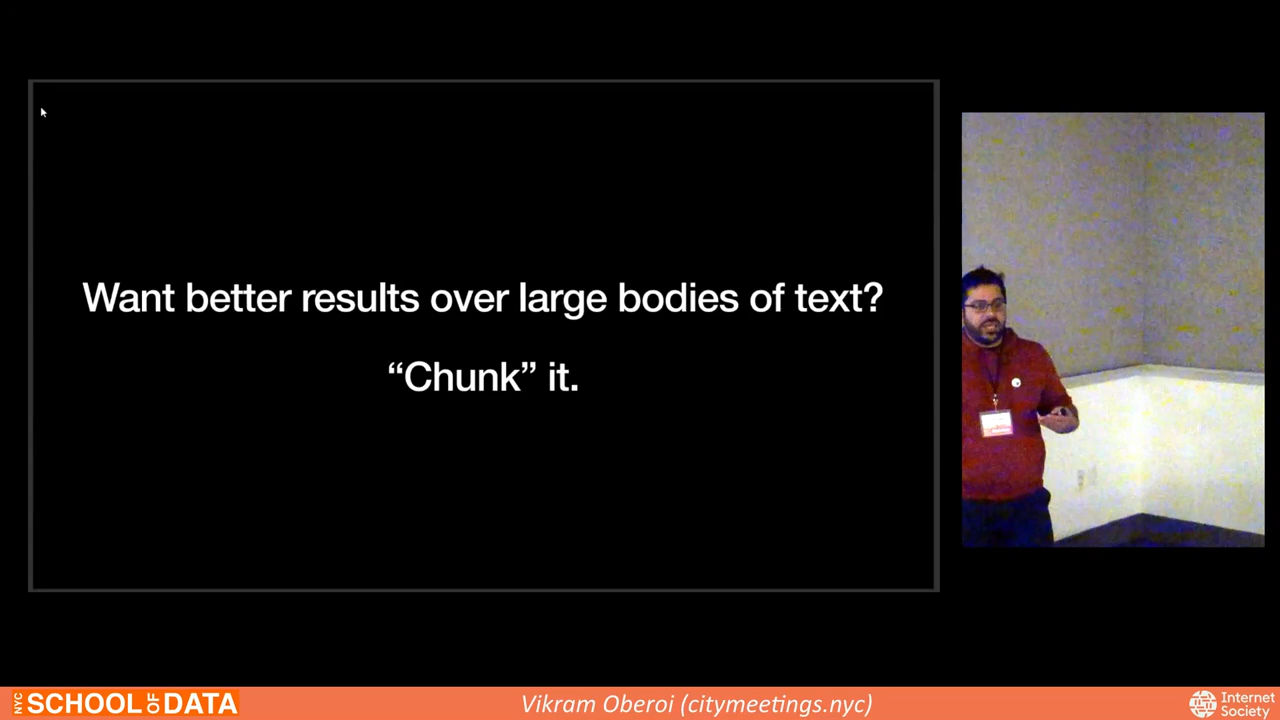 Want better results over large bodies of text?
“Chunk” it.
NYC SCHOOL OF DATA
Vikram Oberoi (citymeetings.nyc)
Internet
Society